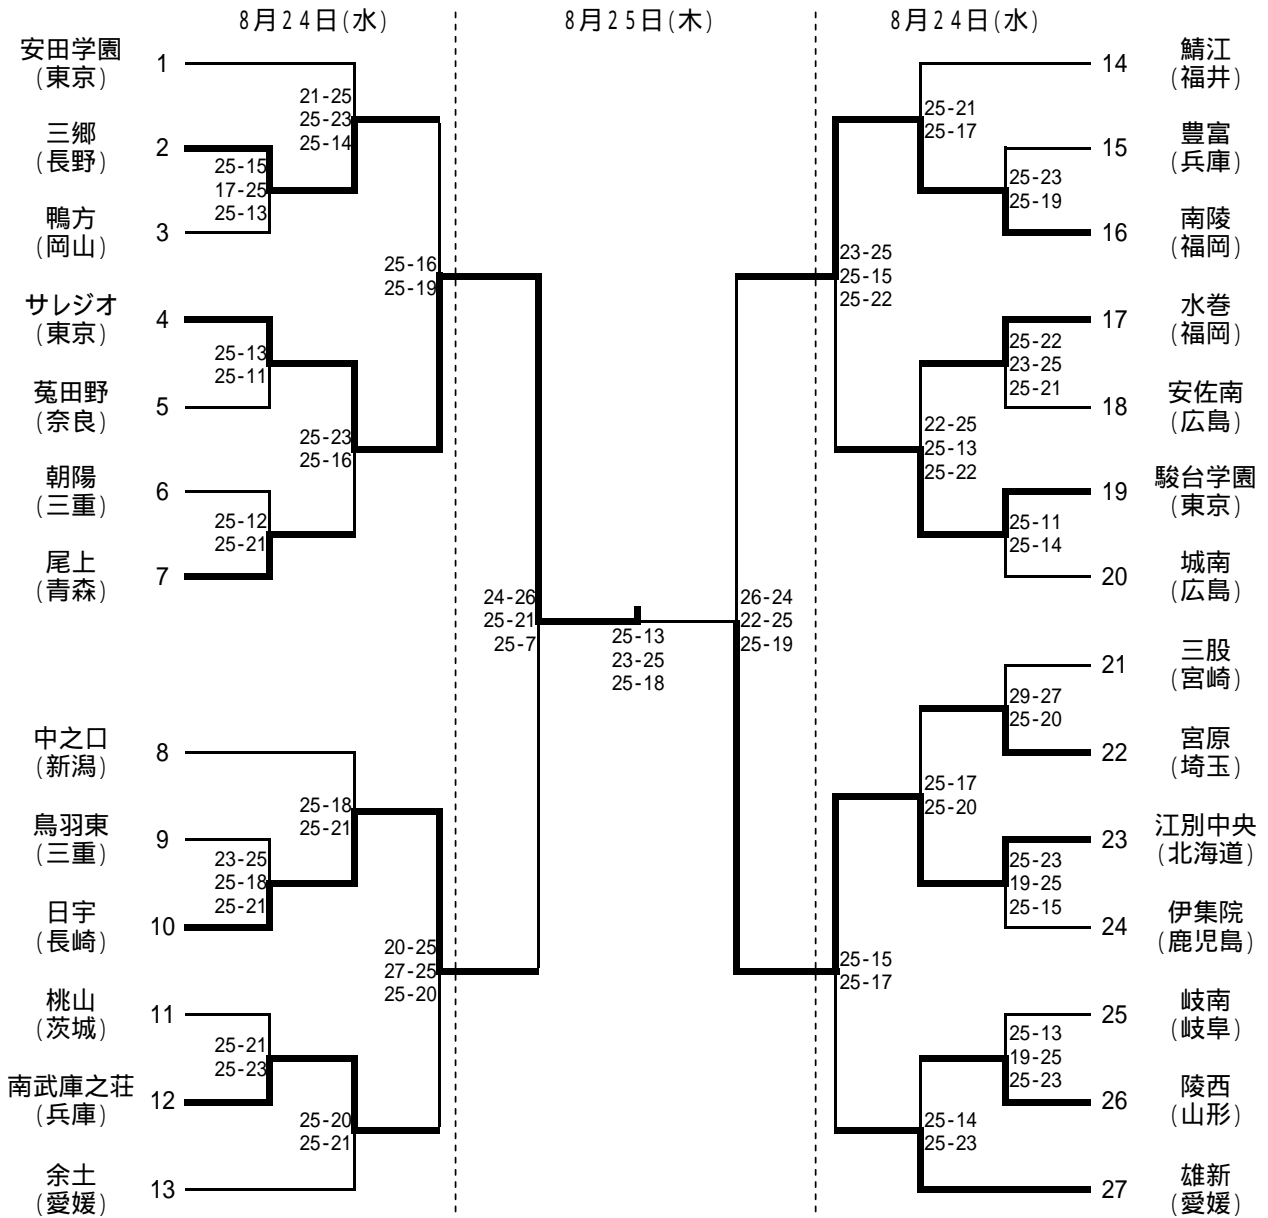 8月24日(水)
8月25日(木)
8月24日(水)
安田学園
(東京)
1
21-25
25-23
25-14
三郷
(長野)
2
25-15
17-25
25-13
鴨方
(岡山)
3
25-16
25-19
サレジオ
(東京)
4
25-13
25-11
菟田野
(奈良)
5
25-23
25-16
朝陽
(三重)
6
25-12
25-21
尾上
(青森)
7
24-26
25-21
25-7
25-13
23-25
25-18
中之口
(新潟)
8
25-18
25-21
鳥羽東
(三重)
9
23-25
25-18
25-21
日宇
(長崎)
10
20-25
27-25
25-20
桃山
(茨城)
11
25-21
25-23
南武庫之荘
(兵庫)
12
25-20
25-21
余土
(愛媛)
13
14
鯖江
(福井)
25-21
25-17
15
豊富
(兵庫)
25-23
25-19
16
南陵
(福岡)
23-25
25-15
25-22
17
水巻
(福岡)
25-22
23-25
25-21
18
安佐南
(広島)
22-25
25-13
25-22
19
駿台学園
(東京)
25-11
25-14
20
城南
(広島)
26-24
22-25
25-19
21
三股
(宮崎)
29-27
25-20
22
宮原
(埼玉)
25-17
25-20
23
江別中央
(北海道)
25-23
19-25
25-15
24
伊集院
(鹿児島)
25-15
25-17
25
岐南
(岐阜)
25-13
19-25
25-23
26
陵西
(山形)
25-14
25-23
27
雄新
(愛媛)